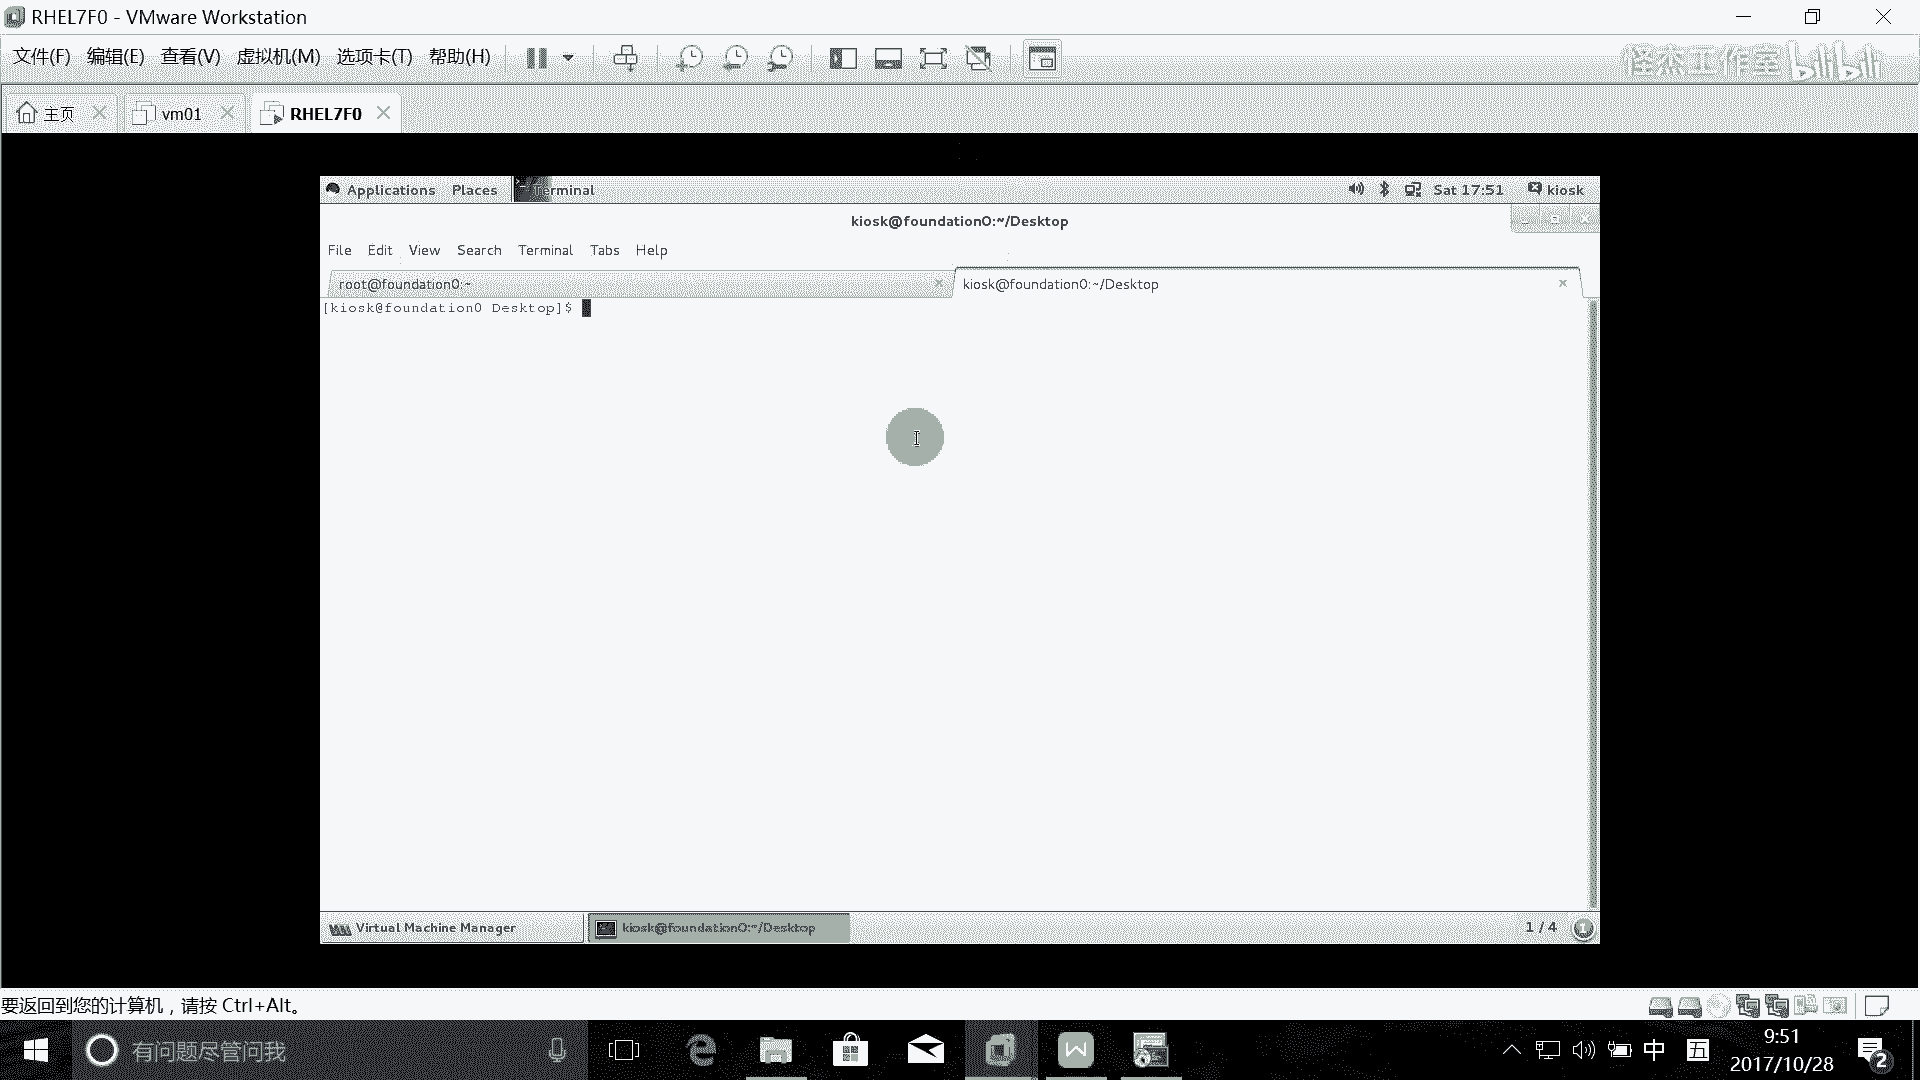 RHEL7F0 - VMware Workstation
文件(F) 编辑(E) 查看(V) 虚拟机(M) 选项卡(T) 帮助(H)
怪杰工作室 bilibili
主页 vm01 RHEL7F0
Applications Places Terminal Sat 17:51 kiosk
kiosk@foundation0:~/Desktop
File Edit View Search Terminal Tabs Help
root@foundation0:~ kiosk@foundation0:~/Desktop
[kiosk@foundation0 Desktop]$
Virtual Machine Manager kiosk@foundation0:~/Desktop 1 / 4
要返回到您的计算机，请按 Ctrl+Alt。
有问题尽管问我 中 五 9:51
2017/10/28 2